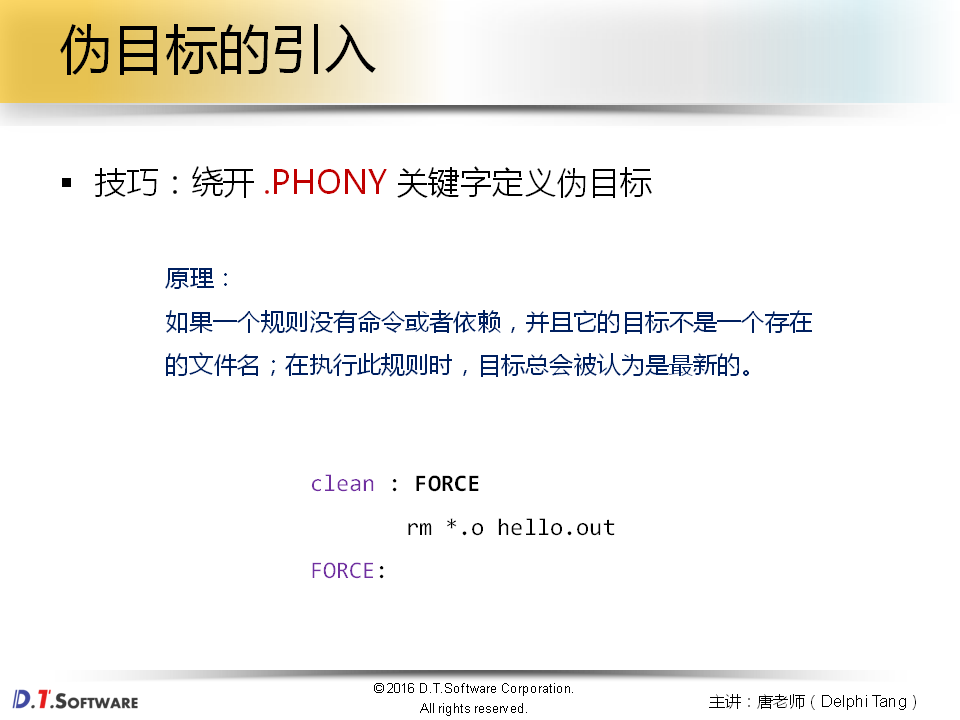 伪目标的引入
▪ 技巧：绕开 .PHONY 关键字定义伪目标
原理：
如果一个规则没有命令或者依赖，并且它的目标不是一个存在
的文件名；在执行此规则时，目标总会被认为是最新的。
clean : FORCE
rm *.o hello.out
FORCE:
D.T.SOFTWARE
©2016 D.T.Software Corporation.
All rights reserved.
主讲：唐老师（Delphi Tang）